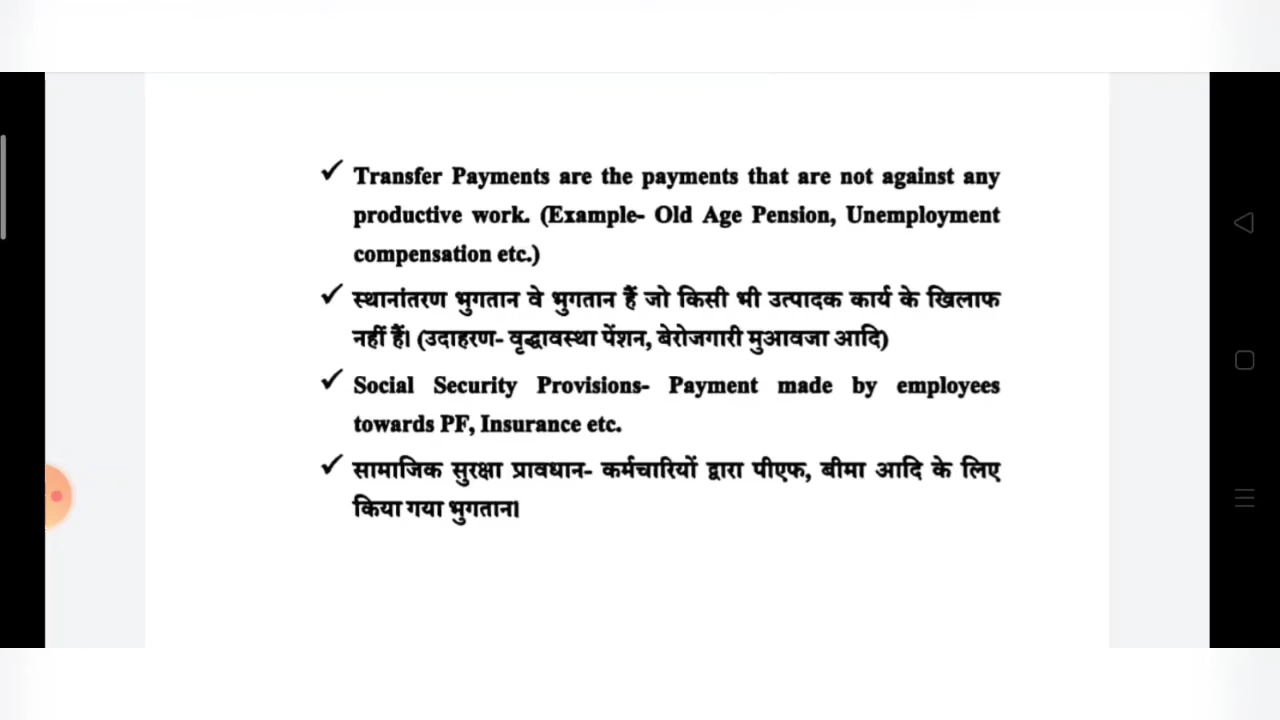 ✓ Transfer Payments are the payments that are not against any
productive work. (Example- Old Age Pension, Unemployment
compensation etc.)
✓ स्थानांतरण भुगतान वे भुगतान हैं जो किसी भी उत्पादक कार्य के खिलाफ
नहीं हैं। (उदाहरण- वृद्धावस्था पेंशन, बेरोजगारी मुआवजा आदि)
✓ Social Security Provisions- Payment made by employees
towards PF, Insurance etc.
✓ सामाजिक सुरक्षा प्रावधान- कर्मचारियों द्वारा पीएफ, बीमा आदि के लिए
किया गया भुगतान।